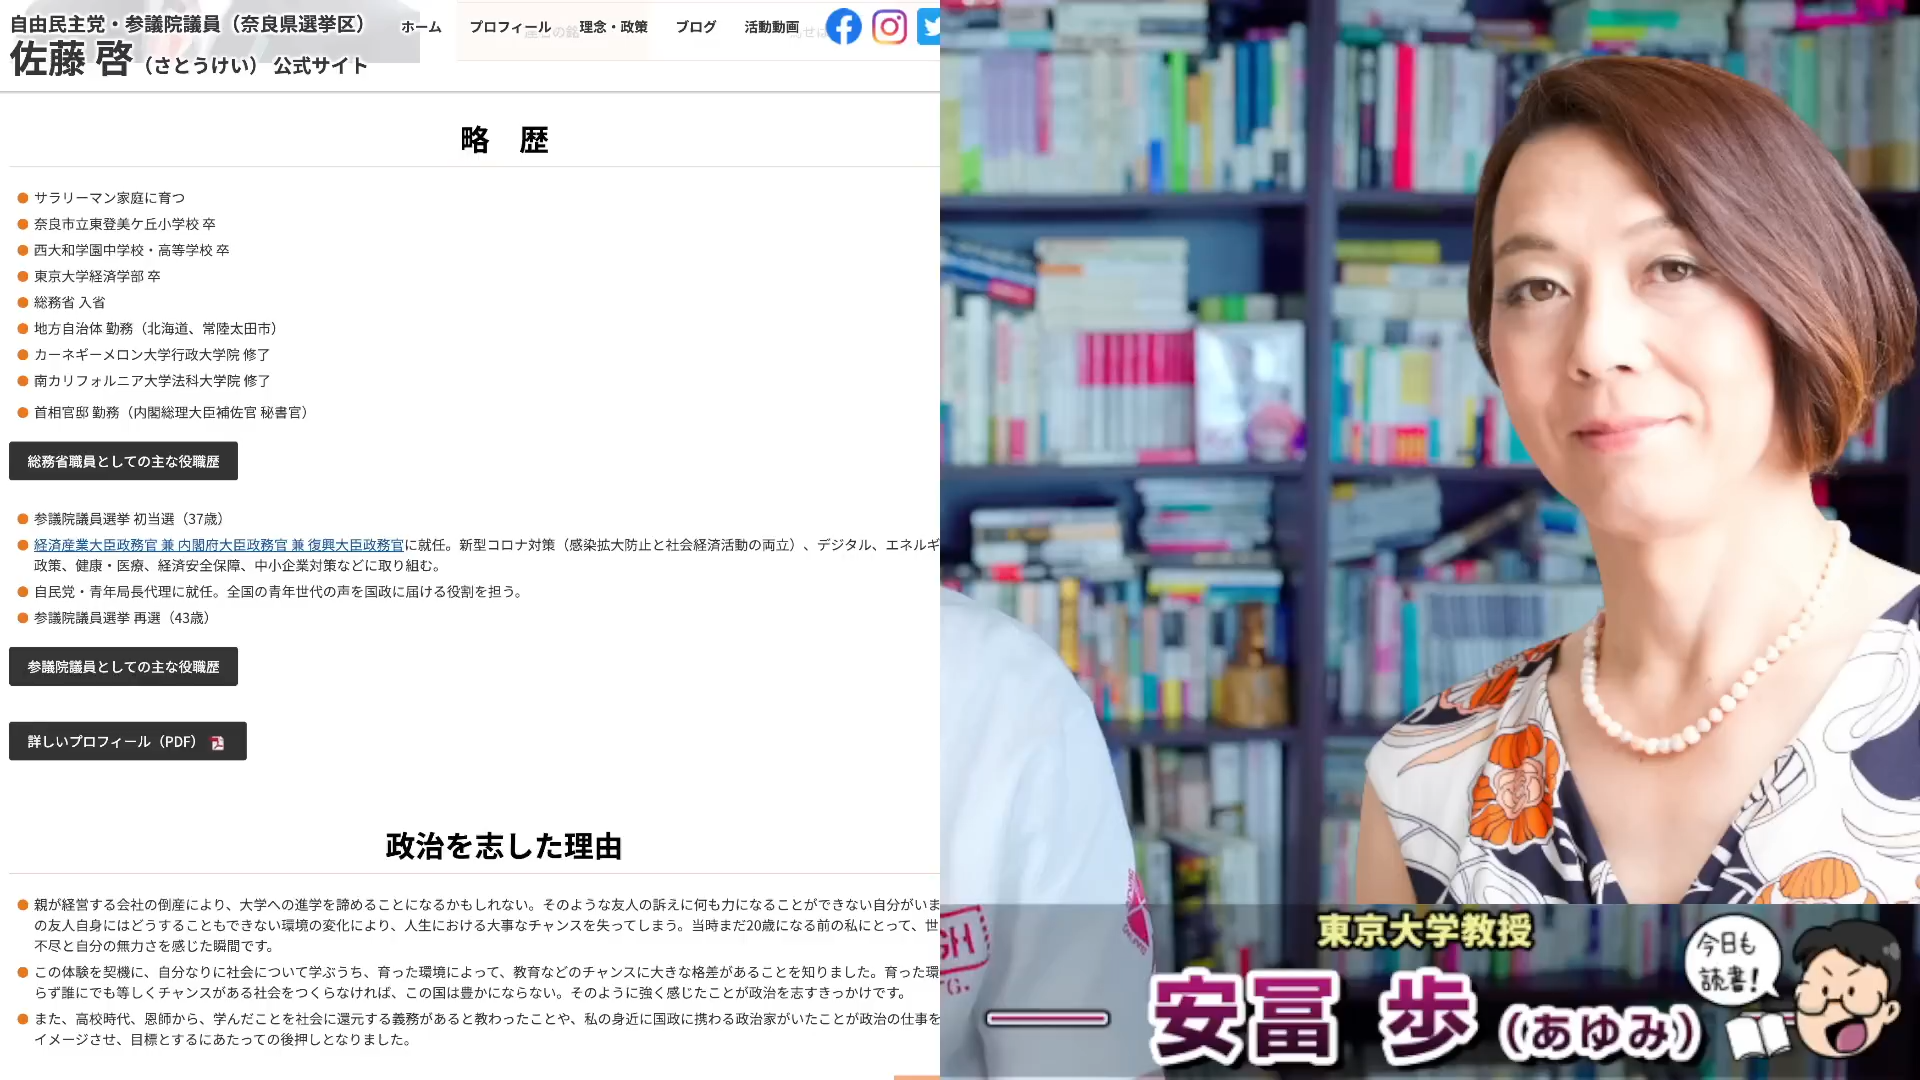 自由民主党・参議院議員（奈良県選挙区）
佐藤 啓（さとうけい） 公式サイト
ホーム
プロフィール
理念・政策
ブログ
活動動画
略　歴
サラリーマン家庭に育つ
奈良市立東登美ケ丘小学校 卒
西大和学園中学校・高等学校 卒
東京大学経済学部 卒
総務省 入省
地方自治体 勤務（北海道、常陸太田市）
カーネギーメロン大学行政大学院 修了
南カリフォルニア大学法科大学院 修了
首相官邸 勤務（内閣総理大臣補佐官 秘書官）
総務省職員としての主な役職歴
参議院議員選挙 初当選（37歳）
経済産業大臣政務官 兼 内閣府大臣政務官 兼 復興大臣政務官に就任。新型コロナ対策（感染拡大防止と社会経済活動の両立）、デジタル、エネルギ
政策、健康・医療、経済安全保障、中小企業対策などに取り組む。
自民党・青年局長代理に就任。全国の青年世代の声を国政に届ける役割を担う。
参議院議員選挙 再選（43歳）
参議院議員としての主な役職歴
詳しいプロフィール（PDF）
政治を志した理由
親が経営する会社の倒産により、大学への進学を諦めることになるかもしれない。そのような友人の訴えに何も力になることができない自分がいま
の友人自身にはどうすることもできない環境の変化により、人生における大事なチャンスを失ってしまう。当時まだ20歳になる前の私にとって、世
不尽と自分の無力さを感じた瞬間です。
この体験を契機に、自分なりに社会について学ぶうち、育った環境によって、教育などのチャンスに大きな格差があることを知りました。育った環
らず誰にでも等しくチャンスがある社会をつくらなければ、この国は豊かにならない。そのように強く感じたことが政治を志すきっかけです。
また、高校時代、恩師から、学んだことを社会に還元する義務があると教わったことや、私の身近に国政に携わる政治家がいたことが政治の仕事を
イメージさせ、目標とするにあたっての後押しとなりました。
東京大学教授
安冨 歩（あゆみ）
今日も
読書！